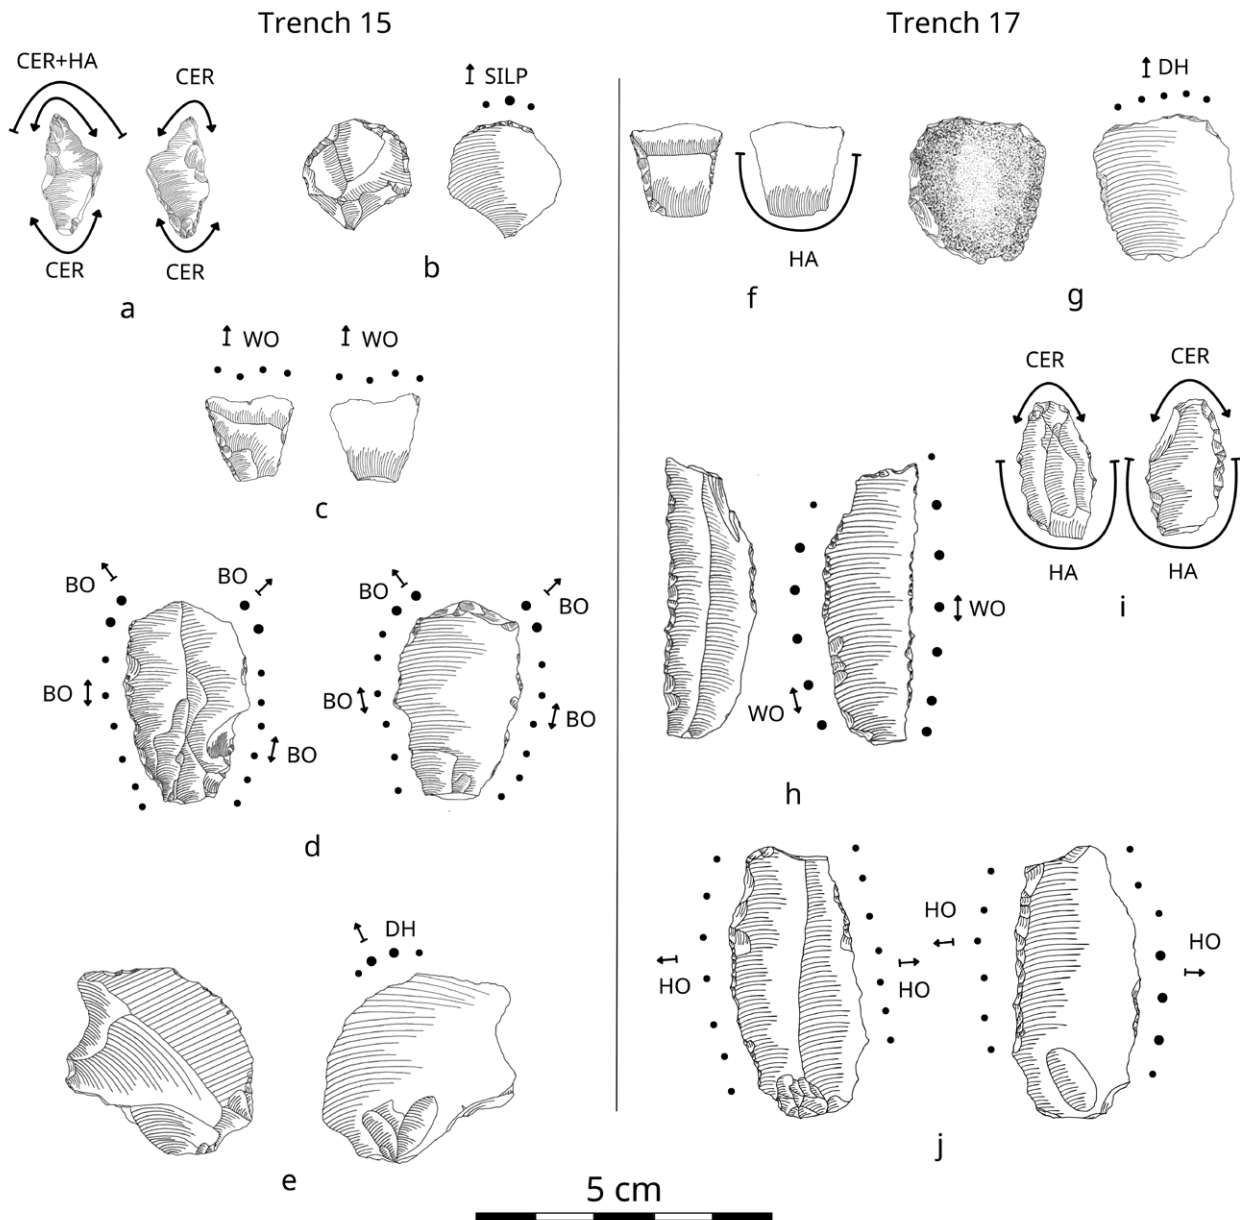 Trench 15
CER+HA
CER
CER
CER
a
SILP
b
WO
WO
c
BO
BO
BO
BO
BO
BO
BO
BO
d
DH
e
Trench 17
HA
f
DH
g
WO
WO
h
CER
CER
HA
HA
i
HO
HO
HO
HO
j
5 cm